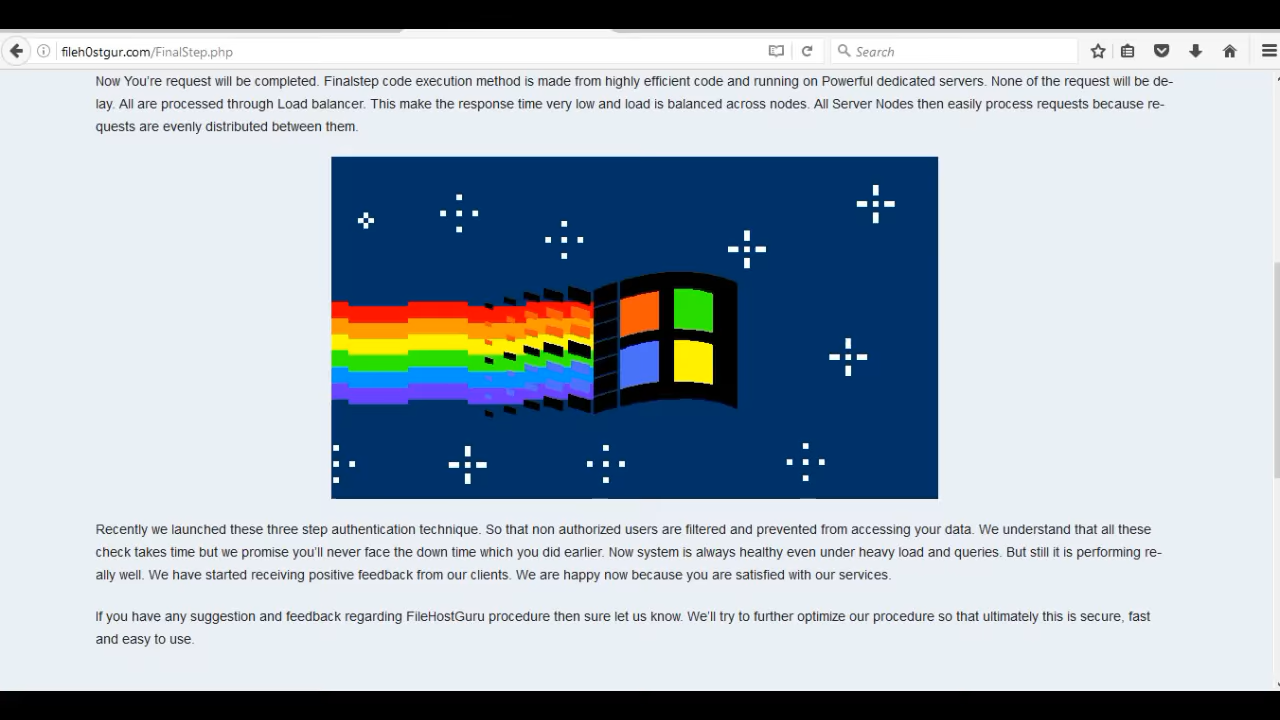 fileh0stgur.com/FinalStep.php
Search
Now You're request will be completed. Finalstep code execution method is made from highly efficient code and running on Powerful dedicated servers. None of the request will be de-
lay. All are processed through Load balancer. This make the response time very low and load is balanced across nodes. All Server Nodes then easily process requests because re-
quests are evenly distributed between them.
Recently we launched these three step authentication technique. So that non authorized users are filtered and prevented from accessing your data. We understand that all these
check takes time but we promise you'll never face the down time which you did earlier. Now system is always healthy even under heavy load and queries. But still it is performing re-
ally well. We have started receiving positive feedback from our clients. We are happy now because you are satisfied with our services.
If you have any suggestion and feedback regarding FileHostGuru procedure then sure let us know. We'll try to further optimize our procedure so that ultimately this is secure, fast
and easy to use.